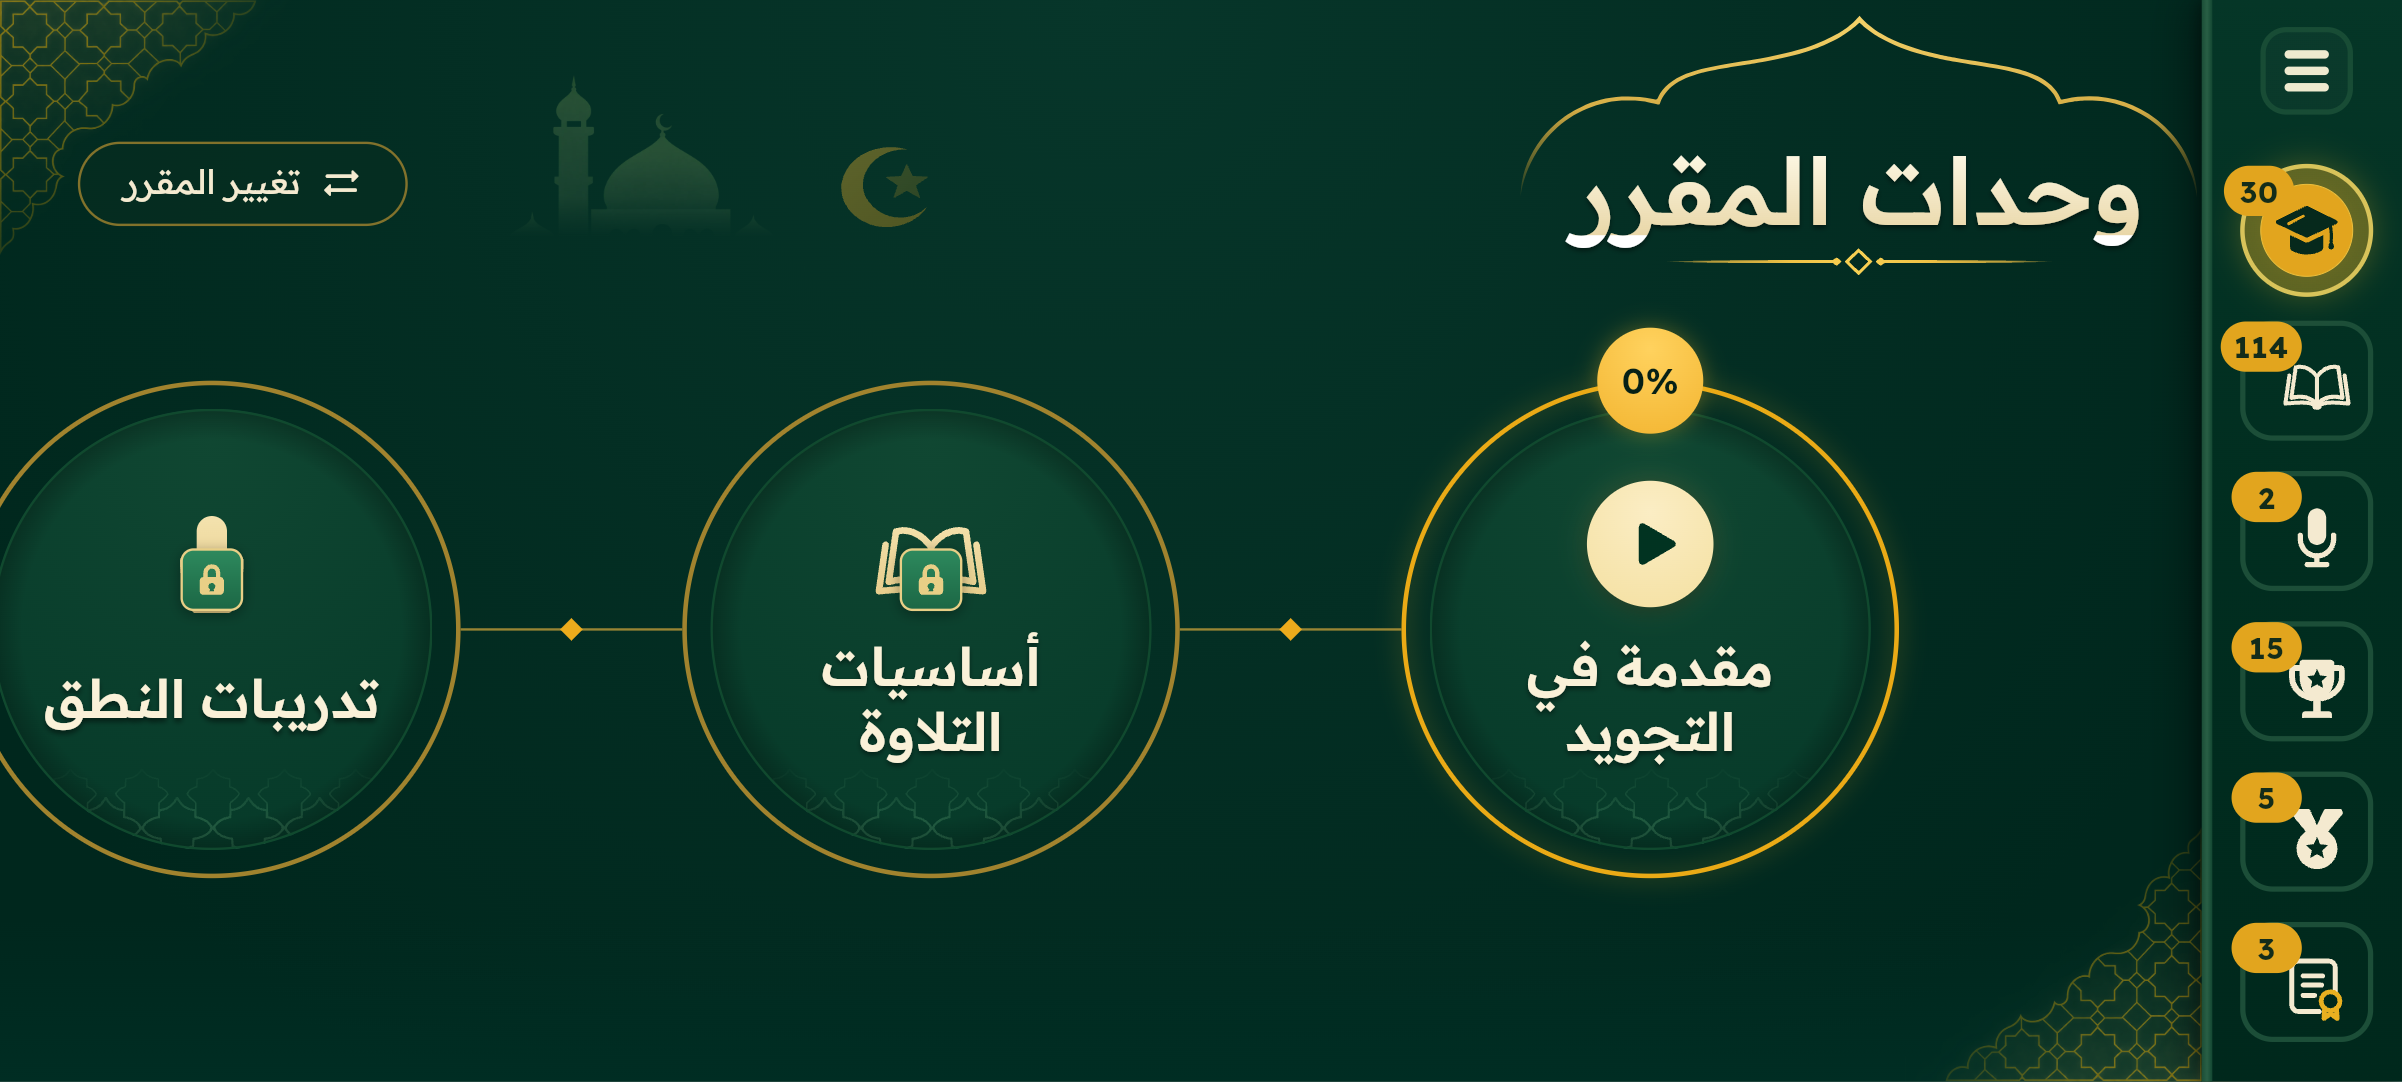 وحدات المقرر
تغيير المقرر
0%
مقدمة في
التجويد
أساسيات
التلاوة
تدريبات النطق
30
114
2
15
5
3